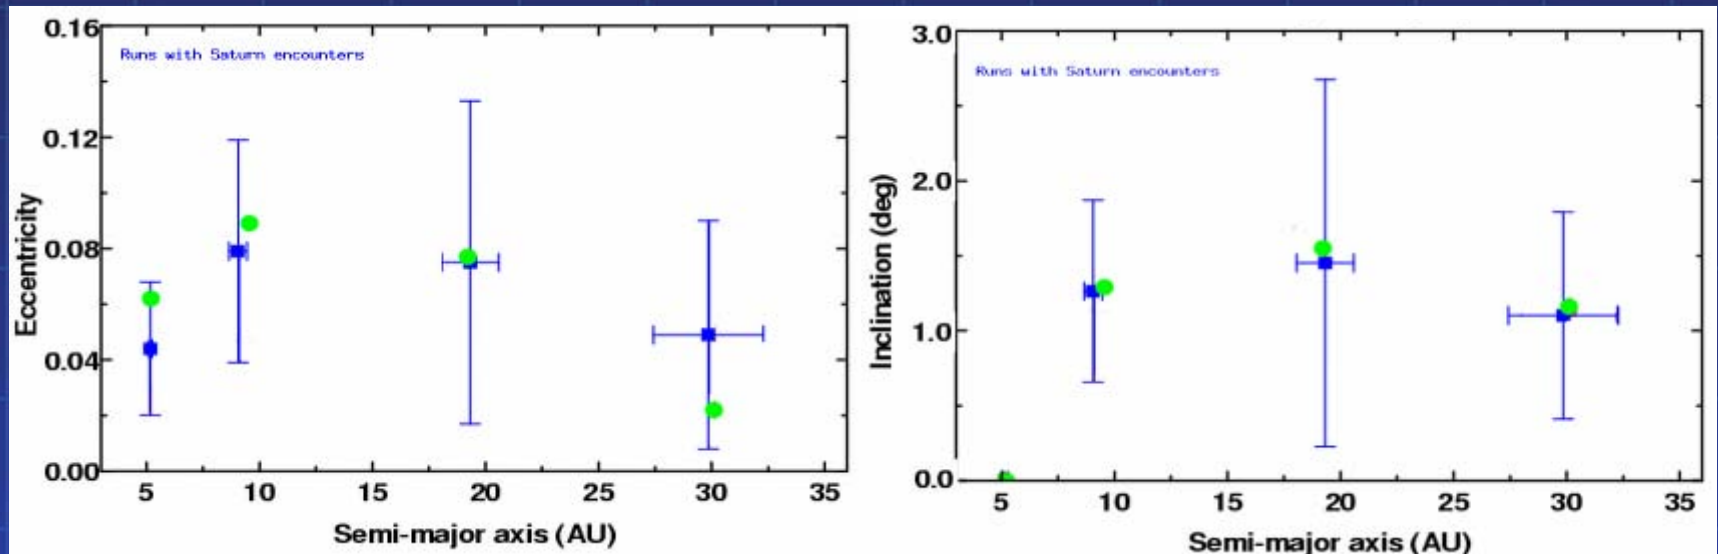 0.16
0.12
0.08
0.04
0.00
Eccentricity
Runs with Saturn encounters
5 10 15 20 25 30 35
Semi-major axis (AU)
3.0
2.0
1.0
0.0
Inclination (deg)
Runs with Saturn encounters
5 10 15 20 25 30 35
Semi-major axis (AU)